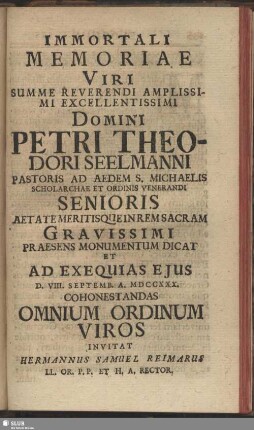 IMMORTALI
MEMORIAE
VIRI
SUMME REVERENDI AMPLISSI-
MI EXCELLENTISSIMI
DOMINI
PETRI THEO-
DORI SEELMANNI
PASTORIS AD AEDEM S. MICHAELIS
SCHOLARCHAE ET ORDINIS VENERANDI
SENIORIS
AETATE MERITISQUE IN REM SACRAM
GRAVISSIMI
PRAESENS MONUMENTUM DICAT
ET
AD EXEQUIAS EJUS
D. VIII. SEPTEMB. A. MDCCXXX.
COHONESTANDAS
OMNIUM ORDINUM
VIROS
INVITAT
HERMANNUS SAMUEL REIMARUS
LL. OR. P. P. ET H. A. RECTOR.
SLUB